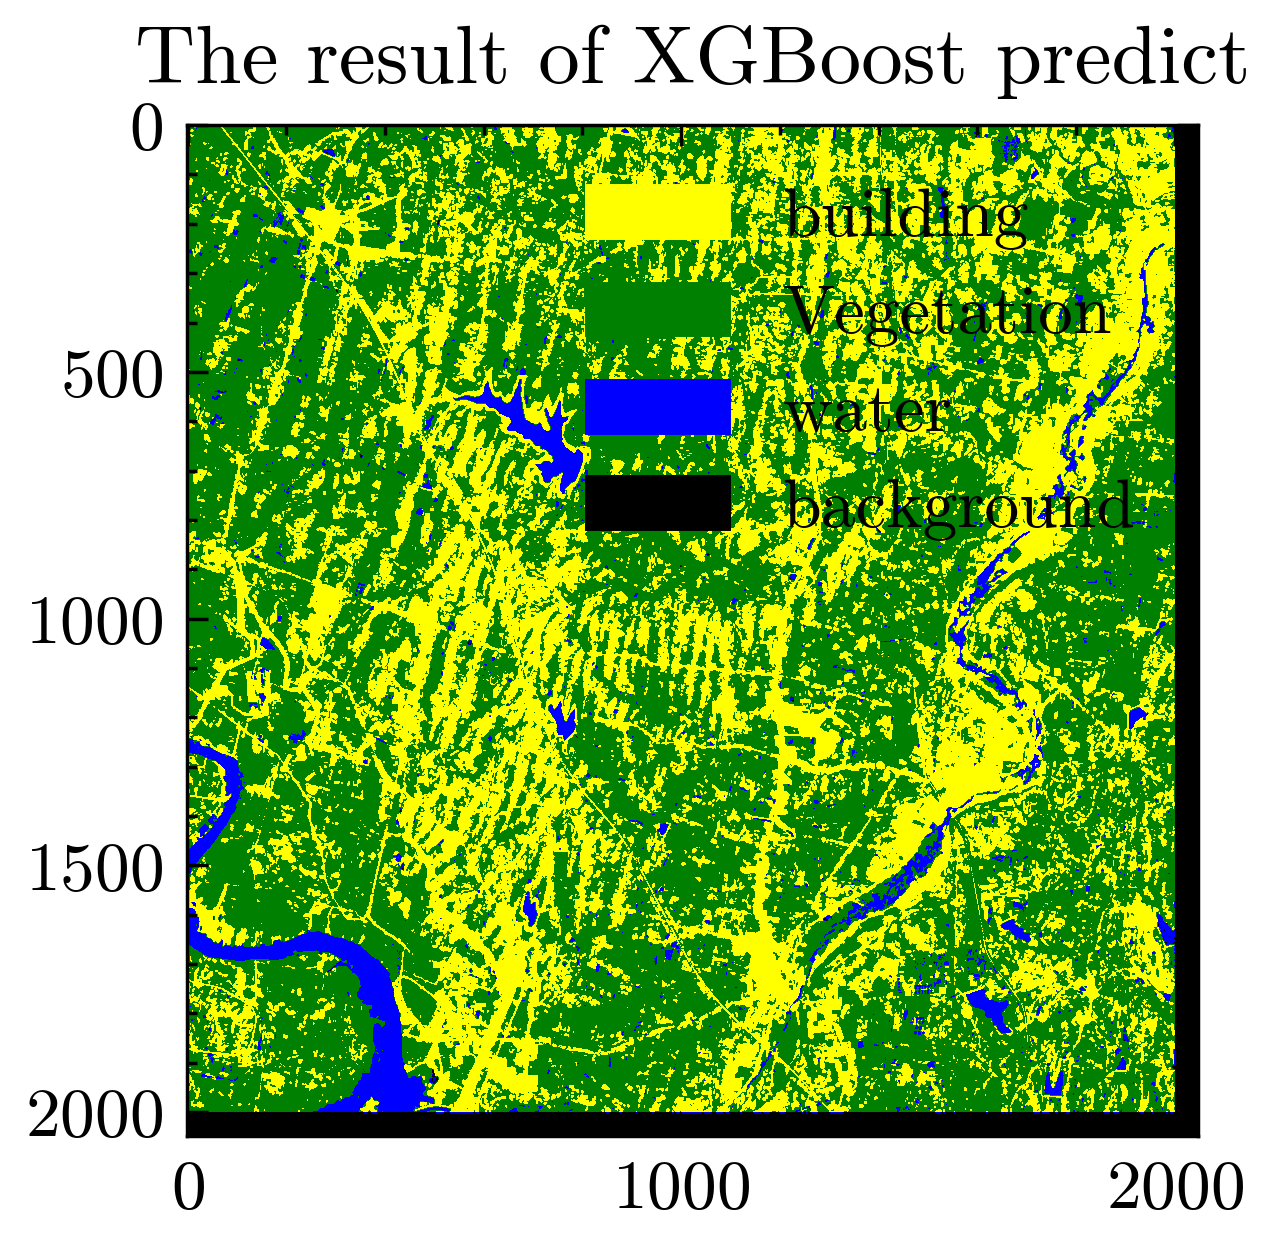 The result of XGBoost predict
0
building
Vegetation
500
water
background
1000
1500
2000
0 1000 2000